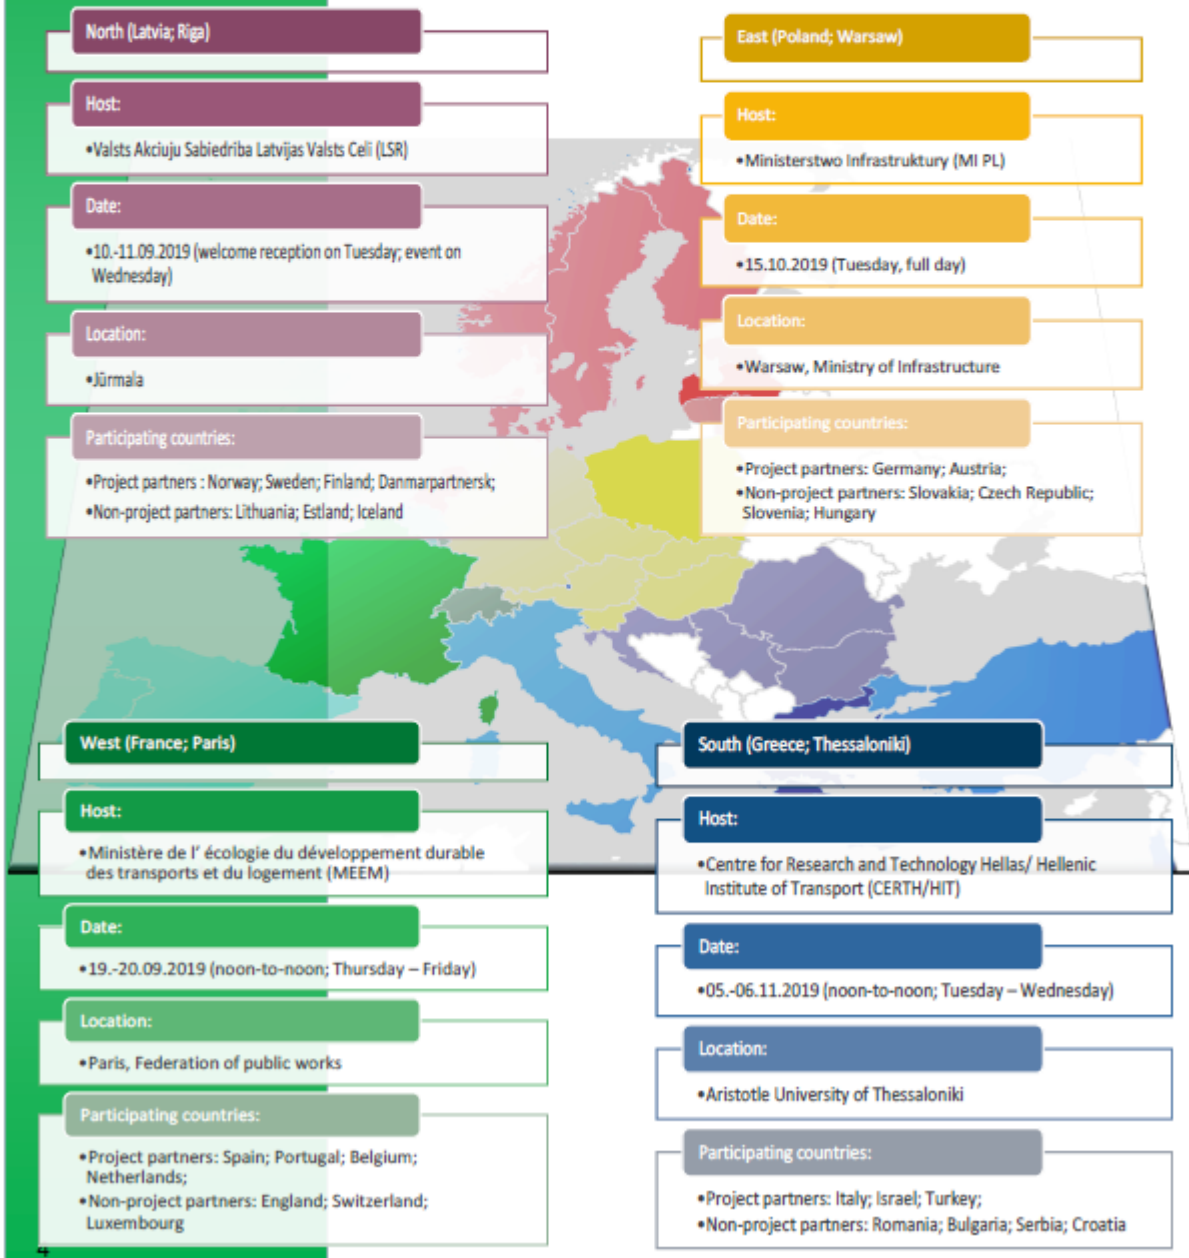 North (Latvia; Riga)
Host:
•Valsts Akciuju Sabiedriba Latvijas Valsts Celi (LSR)
Date:
•10.-11.09.2019 (welcome reception on Tuesday; event on
Wednesday)
Location:
•Jūrmala
Participating countries:
•Project partners : Norway; Sweden; Finland; Danmarpartnersk;
•Non-project partners: Lithuania; Estland; Iceland
East (Poland; Warsaw)
Host:
•Ministerstwo Infrastruktury (MI PL)
Date:
•15.10.2019 (Tuesday, full day)
Location:
•Warsaw, Ministry of Infrastructure
Participating countries:
•Project partners: Germany; Austria;
•Non-project partners: Slovakia; Czech Republic;
Slovenia; Hungary
West (France; Paris)
Host:
•Ministère de l’ écologie du développement durable
des transports et du logement (MEEM)
Date:
•19.-20.09.2019 (noon-to-noon; Thursday – Friday)
Location:
•Paris, Federation of public works
Participating countries:
•Project partners: Spain; Portugal; Belgium;
Netherlands;
•Non-project partners: England; Switzerland;
Luxembourg
South (Greece; Thessaloniki)
Host:
•Centre for Research and Technology Hellas/ Hellenic
Institute of Transport (CERTH/HIT)
Date:
•05.-06.11.2019 (noon-to-noon; Tuesday – Wednesday)
Location:
•Aristotle University of Thessaloniki
Participating countries:
•Project partners: Italy; Israel; Turkey;
•Non-project partners: Romania; Bulgaria; Serbia; Croatia
4